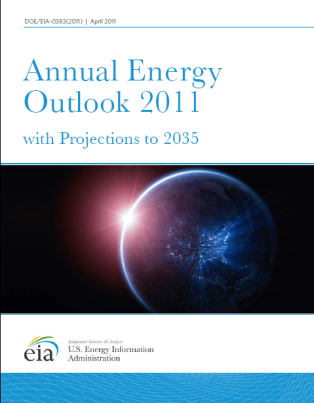 DOE/EIA-0383(2011) | April 2011
Annual Energy
Outlook 2011
with Projections to 2035
Independent Statistics & Analysis
eia
U.S. Energy Information
Administration